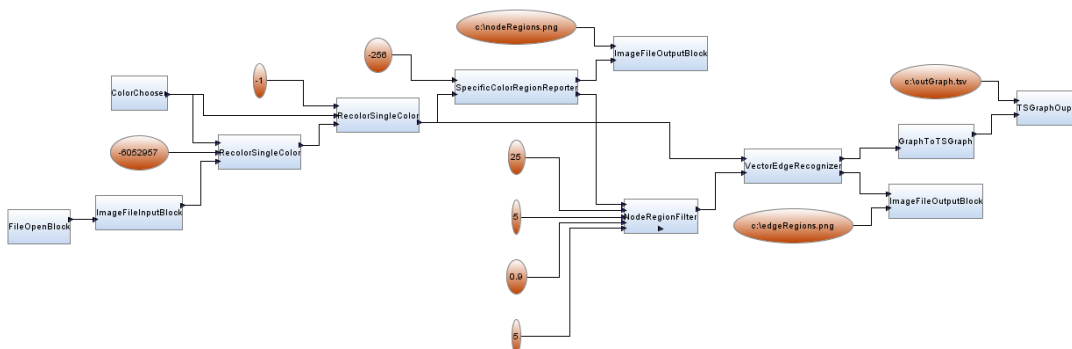 c:\nodeRegions.png
-256
ImageFileOutputBlock
c:\outGraph.tsv
-1
ColorChoose
SpecificColorRegionReporter
TSGraphOup
RecolorSingleColor
-6052957
RecolorSingleColor
GraphToTSGraph
25
VectorEdgeRecognizer
ImageFileInputBlock
ImageFileOutputBlock
FileOpenBlock
5
NodeRegionFilter
c:\edgeRegions.png
0.9
5